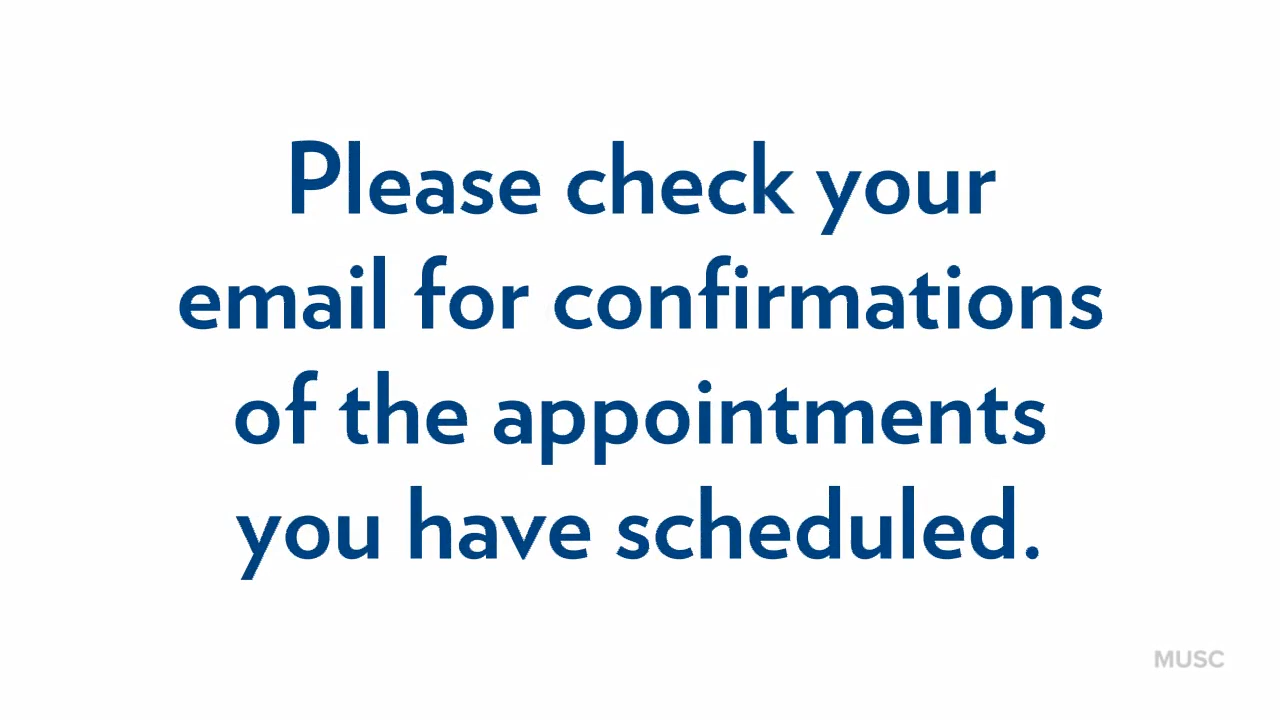 Please check your
email for confirmations
of the appointments
you have scheduled.
MUSC